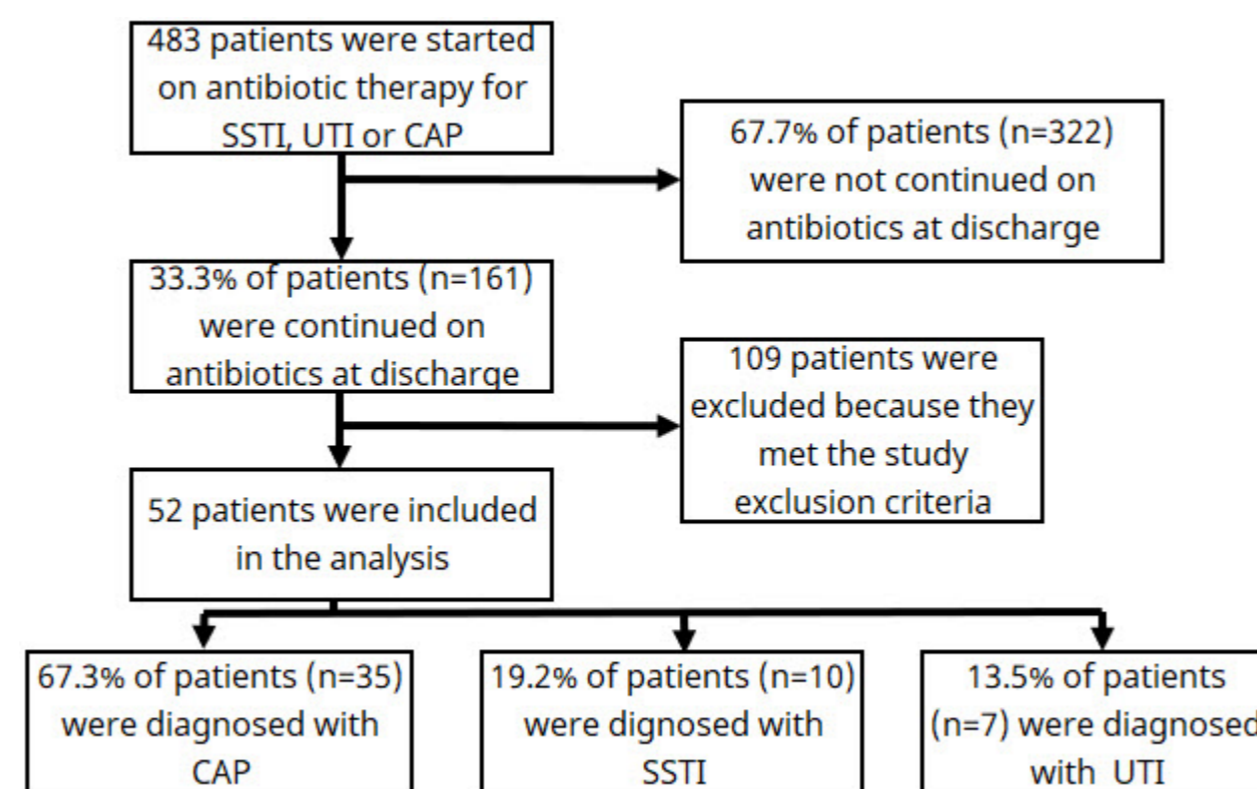 483 patients were started
on antibiotic therapy for
SSTI, UTI or CAP
67.7% of patients (n=322)
were not continued on
antibiotics at discharge
33.3% of patients (n=161)
were continued on
antibiotics at discharge
109 patients were
excluded because they
met the study
exclusion criteria
52 patients were included
in the analysis
67.3% of patients (n=35)
were diagnosed with
CAP
19.2% of patients (n=10)
were dignosed with
SSTI
13.5% of patients
(n=7) were diagnosed
with UTI